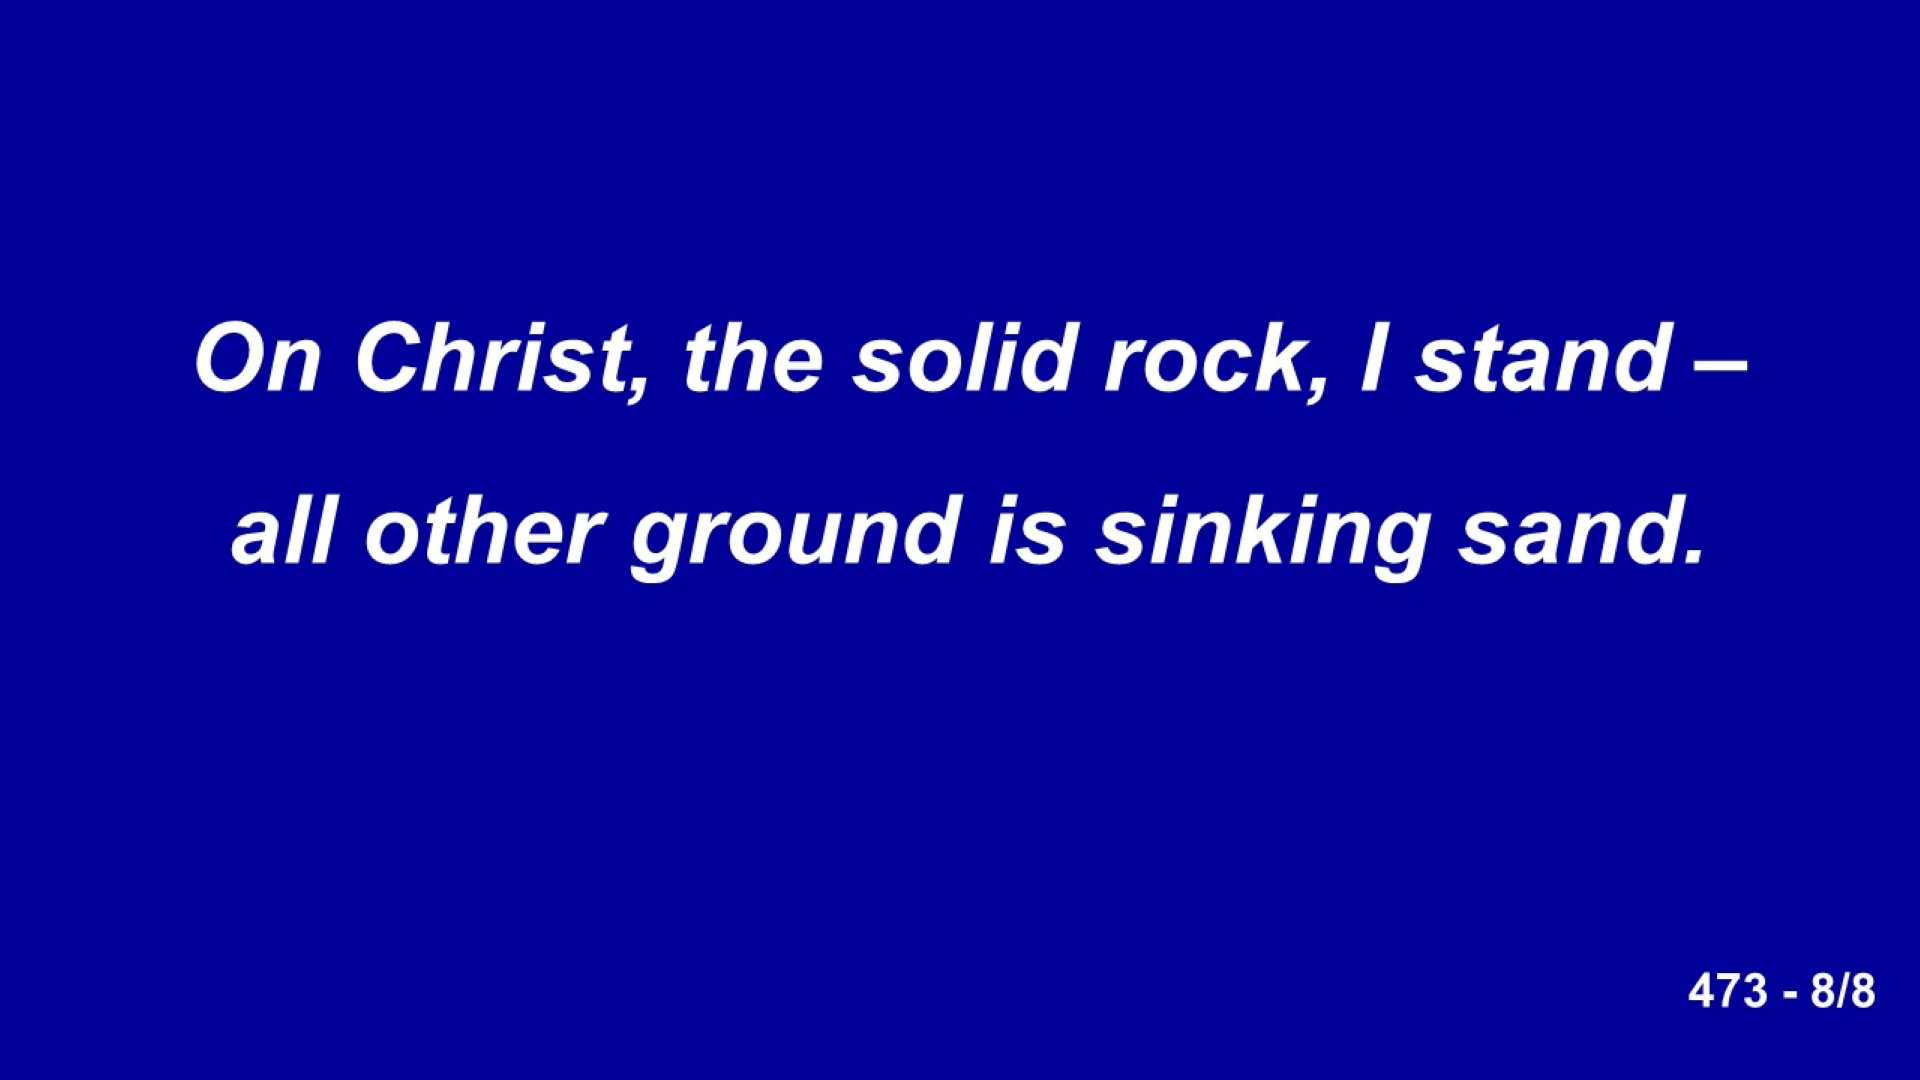 On Christ, the solid rock, I stand –
all other ground is sinking sand.
473 - 8/8